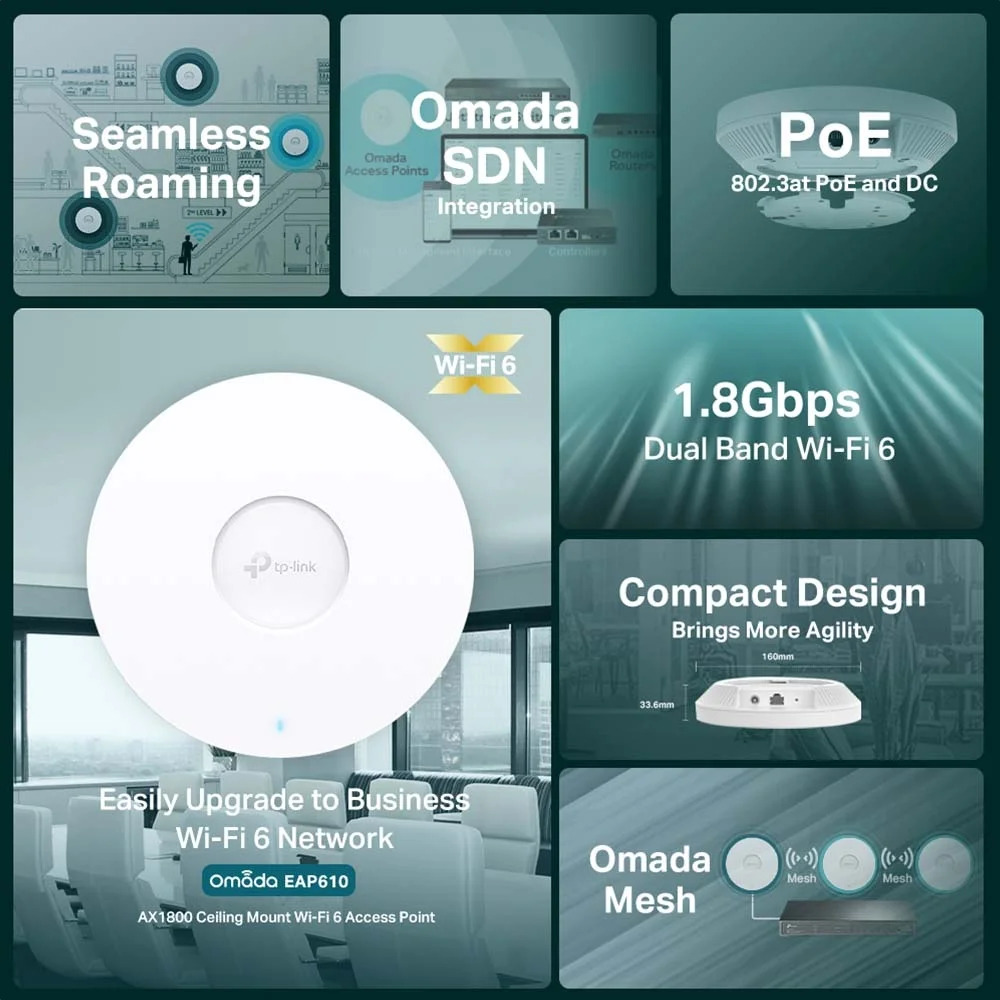 Seamless
Roaming
2nd LEVEL
Omada
SDN
Integration
Omada
Access Points
Omada
Routers
Controllers
PoE
802.3at PoE and DC
Wi-Fi 6
tp-link
Easily Upgrade to Business
Wi-Fi 6 Network
Omada EAP610
AX1800 Ceiling Mount Wi-Fi 6 Access Point
1.8Gbps
Dual Band Wi-Fi 6
Compact Design
Brings More Agility
160mm
33.6mm
Omada
Mesh
Mesh
Mesh
tp-link